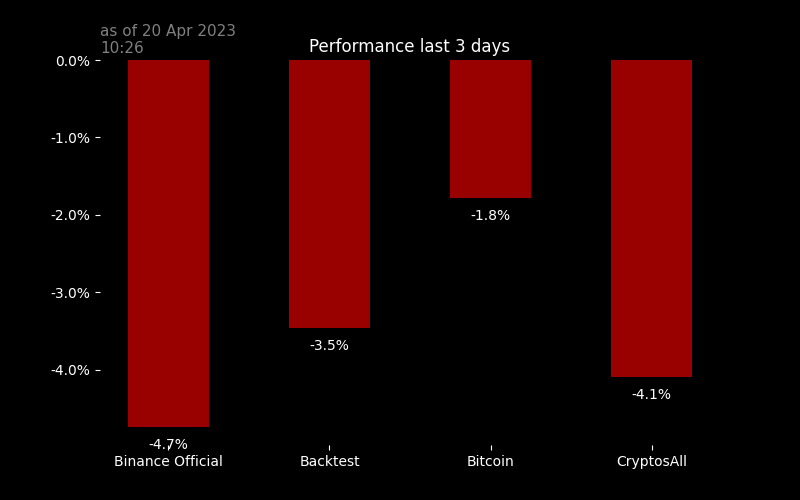 as of 20 Apr 2023
10:26
Performance last 3 days
0.0%
-1.0%
-2.0%
-3.0%
-4.0%
-4.7%
-3.5%
-1.8%
-4.1%
Binance Official
Backtest
Bitcoin
CryptosAll